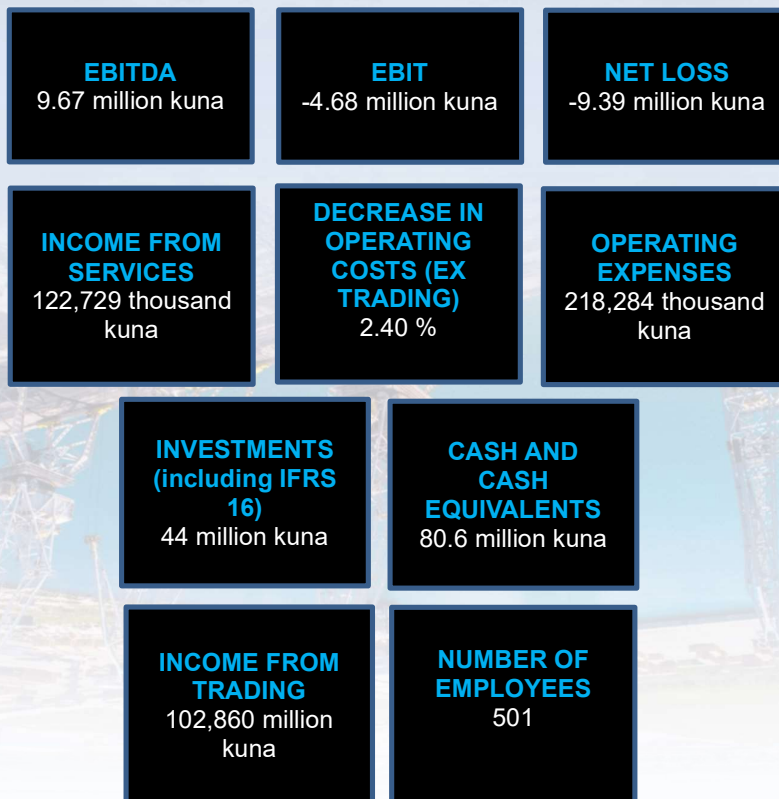 EBITDA
9.67 million kuna
EBIT
-4.68 million kuna
NET LOSS
-9.39 million kuna
INCOME FROM
SERVICES
122,729 thousand
kuna
DECREASE IN
OPERATING
COSTS (EX
TRADING)
2.40 %
OPERATING
EXPENSES
218,284 thousand
kuna
INVESTMENTS
(including IFRS
16)
44 million kuna
CASH AND
CASH
EQUIVALENTS
80.6 million kuna
INCOME FROM
TRADING
102,860 million
kuna
NUMBER OF
EMPLOYEES
501